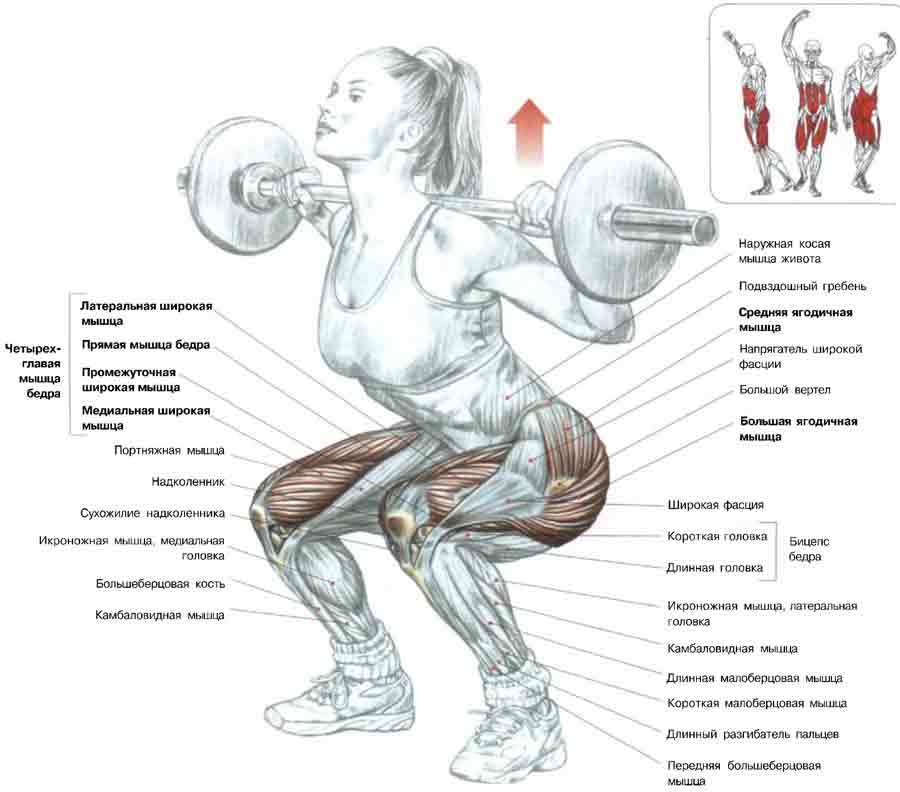 Латеральная широкая
мышца
Прямая мышца бедра
Промежуточная
широкая мышца
Медиальная широкая
мышца
Четырех-
главая
мышца
бедра
Портняжная мышца
Надколенник
Сухожилие надколенника
Икроножная мышца, медиальная
головка
Большеберцовая кость
Камбаловидная мышца
Наружная косая
мышца живота
Подвздошный гребень
Средняя ягодичная
мышца
Напрягатель широкой
фасции
Большой вертел
Большая ягодичная
мышца
Широкая фасция
Короткая головка
Длинная головка
Бицепс
бедра
Икроножная мышца, латеральная
головка
Камбаловидная мышца
Длинная малоберцовая мышца
Короткая малоберцовая мышца
Длинный разгибатель пальцев
Передняя большеберцовая
мышца